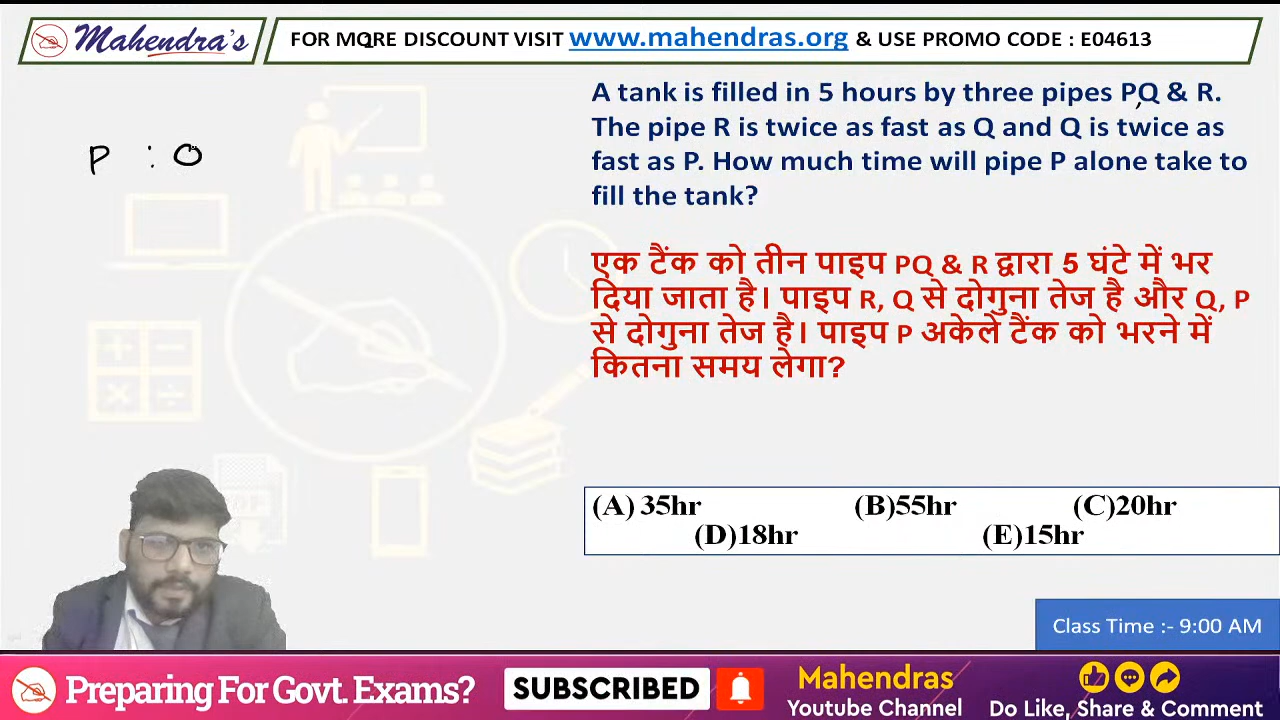 Mahendra's
FOR MORE DISCOUNT VISIT www.mahendras.org & USE PROMO CODE : E04613
P : Q
A tank is filled in 5 hours by three pipes P,Q & R.
The pipe R is twice as fast as Q and Q is twice as
fast as P. How much time will pipe P alone take to
fill the tank?
एक टैंक को तीन पाइप PQ & R द्वारा 5 घंटे में भर
दिया जाता है। पाइप R, Q से दोगुना तेज है और Q, P
से दोगुना तेज है। पाइप P अकेले टैंक को भरने में
कितना समय लेगा?
(A) 35hr (B)55hr (C)20hr
(D)18hr (E)15hr
Class Time :- 9:00 AM
Preparing For Govt. Exams?
SUBSCRIBED
Mahendras
Youtube Channel
Do Like, Share & Comment